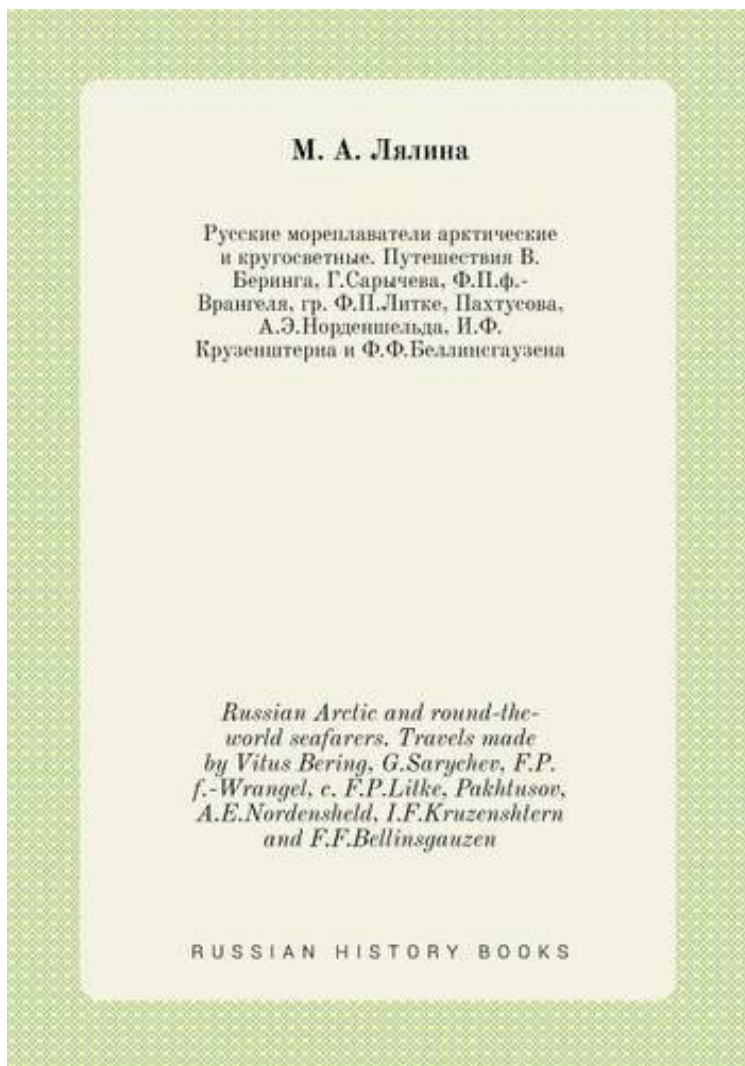 М. А. Лялина
Русские мореплаватели арктические
и кругосветные. Путешествия В.
Беринга, Г.Сарычева, Ф.П.ф.-
Врангеля, гр. Ф.П.Литке, Пахтусова,
А.Э.Норденшельда, И.Ф.
Крузенштерна и Ф.Ф.Беллинсгаузена
Russian Arctic and round-the-
world seafarers. Travels made
by Vitus Bering, G.Sarychev, F.P.
f.-Wrangel, c. F.P.Litke, Pakhtusov,
A.E.Nordensheld, I.F.Kruzenshtern
and F.F.Bellinsgauzen
RUSSIAN HISTORY BOOKS